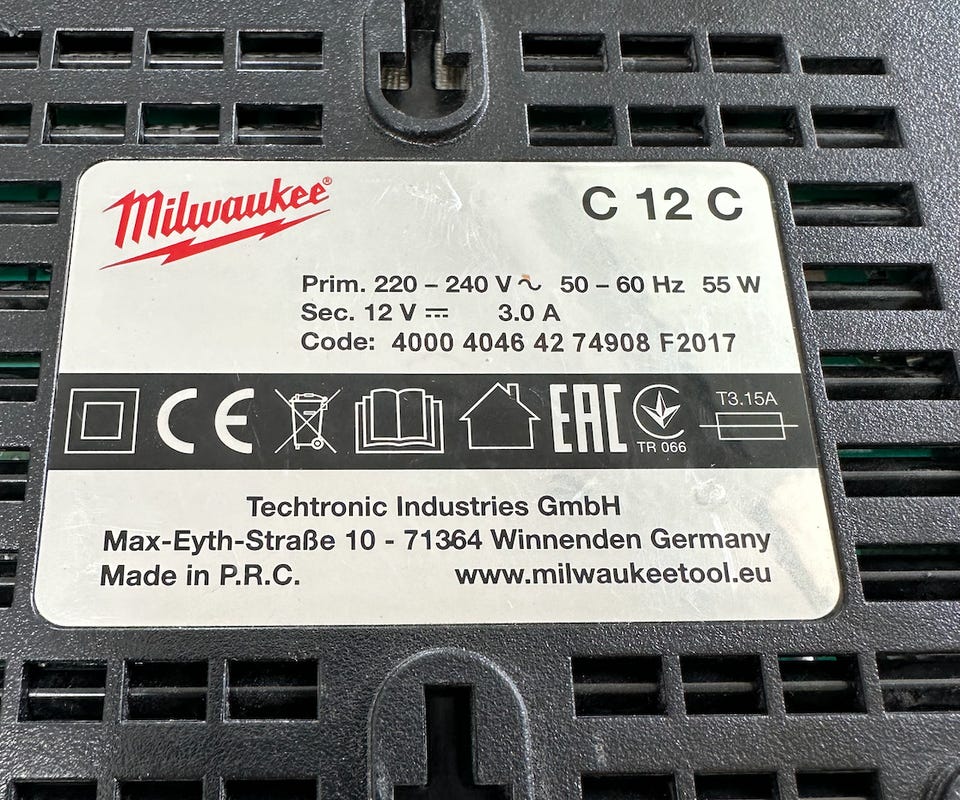 Milwaukee®
C 12 C
Prim. 220 – 240 V ∿ 50 – 60 Hz 55 W
Sec. 12 V ⎓ 3.0 A
Code: 4000 4046 42 74908 F2017
CE
EAC
TR 066
T3.15A
Techtronic Industries GmbH
Max-Eyth-Straße 10 - 71364 Winnenden Germany
Made in P.R.C. www.milwaukeetool.eu